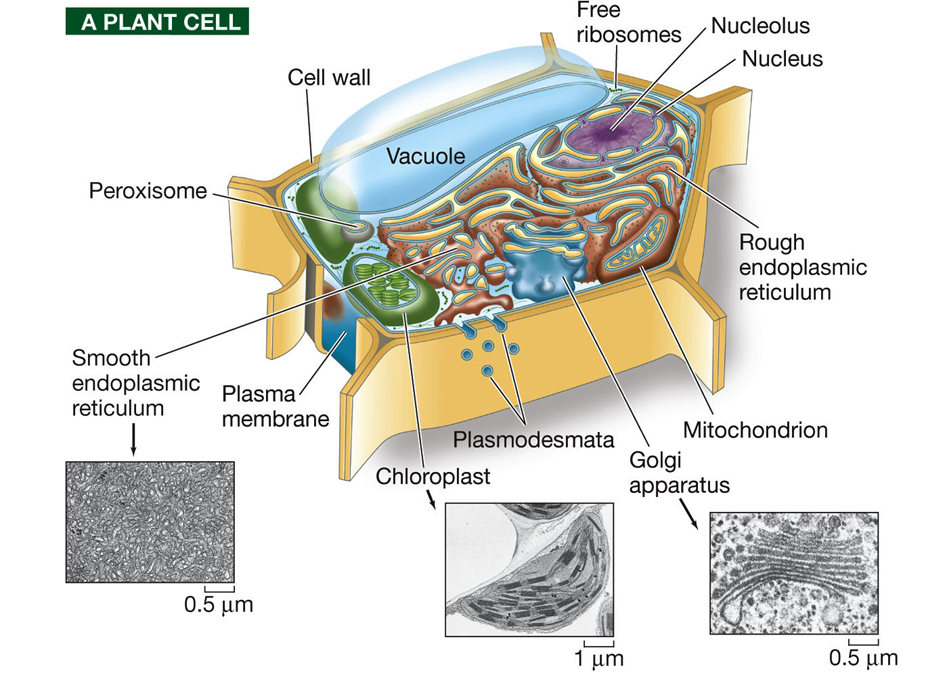 A PLANT CELL
Free
ribosomes
Nucleolus
Nucleus
Cell wall
Vacuole
Peroxisome
Rough
endoplasmic
reticulum
Smooth
endoplasmic
reticulum
Plasma
membrane
Plasmodesmata
Mitochondrion
Chloroplast
Golgi
apparatus
0.5 μm
1 μm
0.5 μm